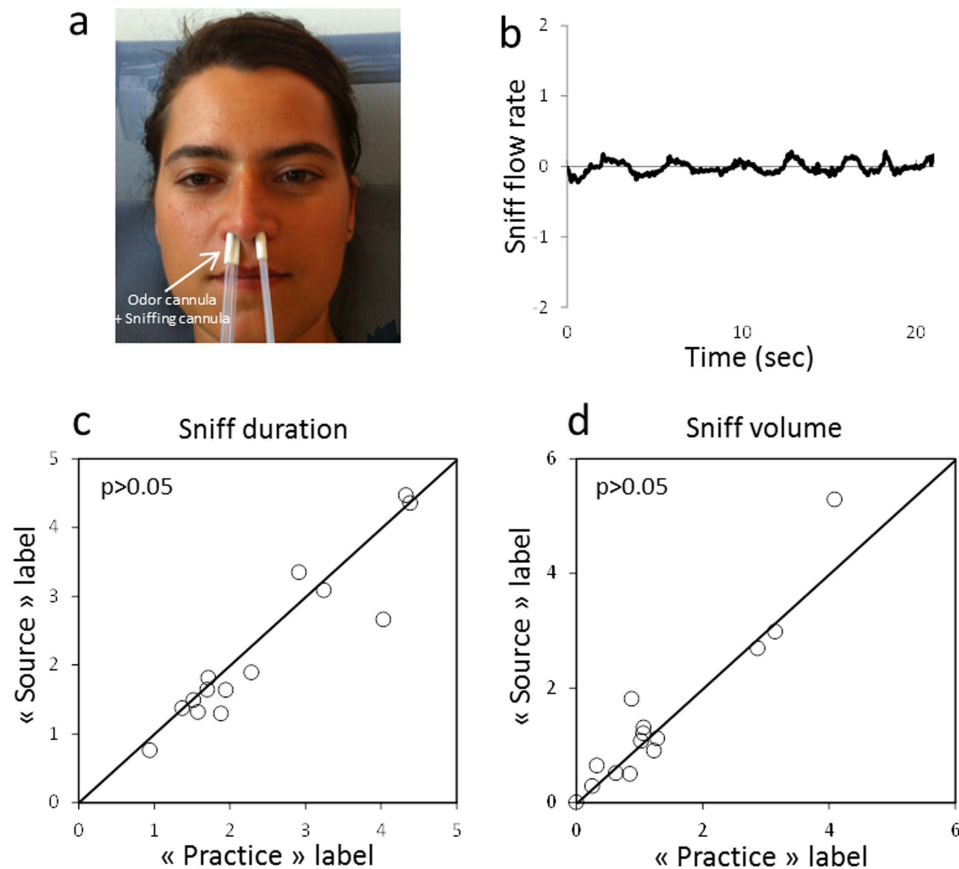 a
Odor cannula
+ Sniffing cannula
b
Sniff flow rate
2
1
0
-1
-2
0 10 20
Time (sec)
c
Sniff duration
p>0.05
« Source » label
5
4
3
2
1
0
0 1 2 3 4 5
« Practice » label
d
Sniff volume
p>0.05
« Source » label
6
4
2
0
0 2 4 6
« Practice » label